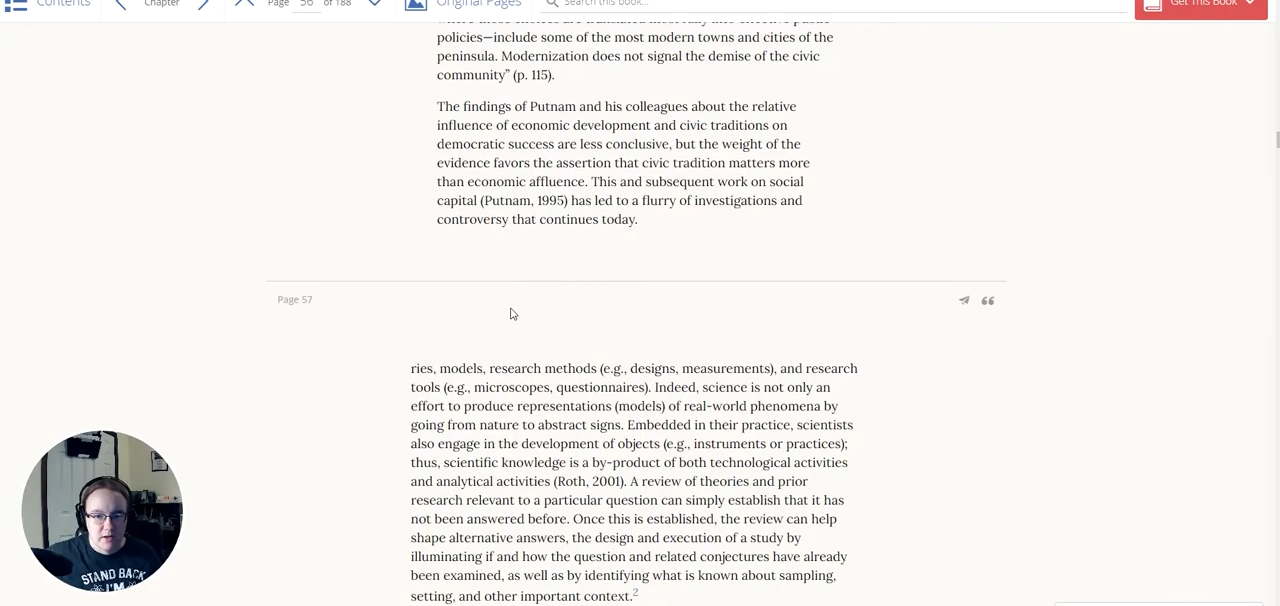 Contents Chapter Page 56 of 188 Original Pages Search this book... Get This Book
where those choices are translated most fully into effective public
policies—include some of the most modern towns and cities of the
peninsula. Modernization does not signal the demise of the civic
community” (p. 115).
The findings of Putnam and his colleagues about the relative
influence of economic development and civic traditions on
democratic success are less conclusive, but the weight of the
evidence favors the assertion that civic tradition matters more
than economic affluence. This and subsequent work on social
capital (Putnam, 1995) has led to a flurry of investigations and
controversy that continues today.
Page 57
ries, models, research methods (e.g., designs, measurements), and research
tools (e.g., microscopes, questionnaires). Indeed, science is not only an
effort to produce representations (models) of real-world phenomena by
going from nature to abstract signs. Embedded in their practice, scientists
also engage in the development of objects (e.g., instruments or practices);
thus, scientific knowledge is a by-product of both technological activities
and analytical activities (Roth, 2001). A review of theories and prior
research relevant to a particular question can simply establish that it has
not been answered before. Once this is established, the review can help
shape alternative answers, the design and execution of a study by
illuminating if and how the question and related conjectures have already
been examined, as well as by identifying what is known about sampling,
setting, and other important context.2
STAND BACK
I'M